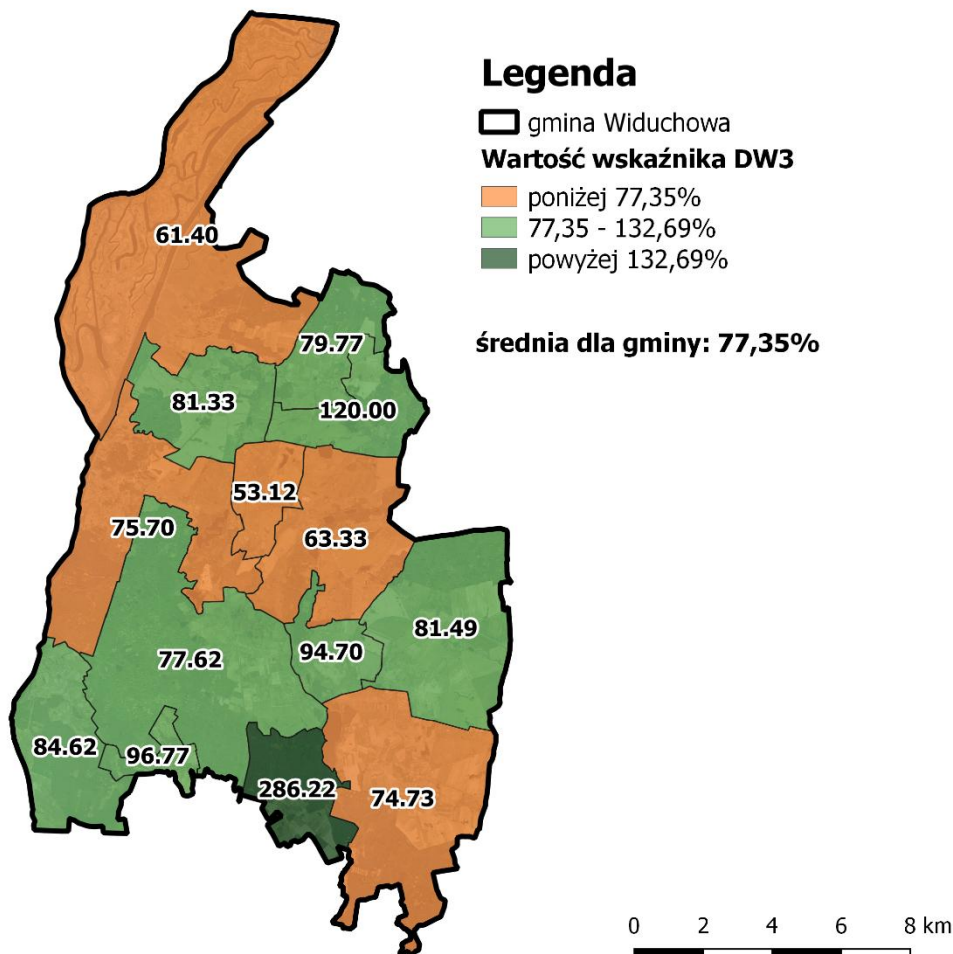 Legenda
gmina Widuchowa
Wartość wskaźnika DW3
poniżej 77,35%
77,35 - 132,69%
powyżej 132,69%
średnia dla gminy: 77,35%
61.40
79.77
81.33
120.00
53.12
75.70
63.33
81.49
94.70
77.62
84.62
96.77
286.22
74.73
0 2 4 6 8 km